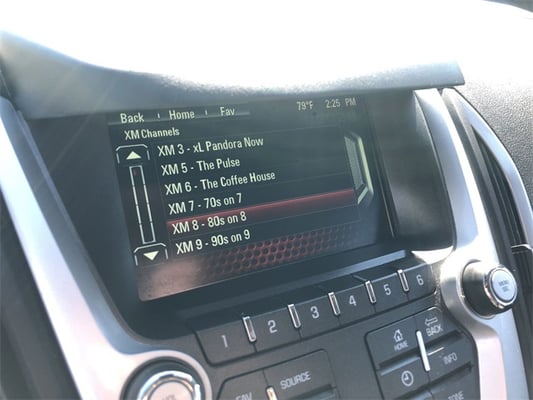 Back Home Fav 79°F 2:25 PM
XM Channels
XM 3 - xL Pandora Now
XM 5 - The Pulse
XM 6 - The Coffee House
XM 7 - 70s on 7
XM 8 - 80s on 8
XM 9 - 90s on 9
1 2 3 4 5 6
FAV SOURCE BACK
INFO
TONE